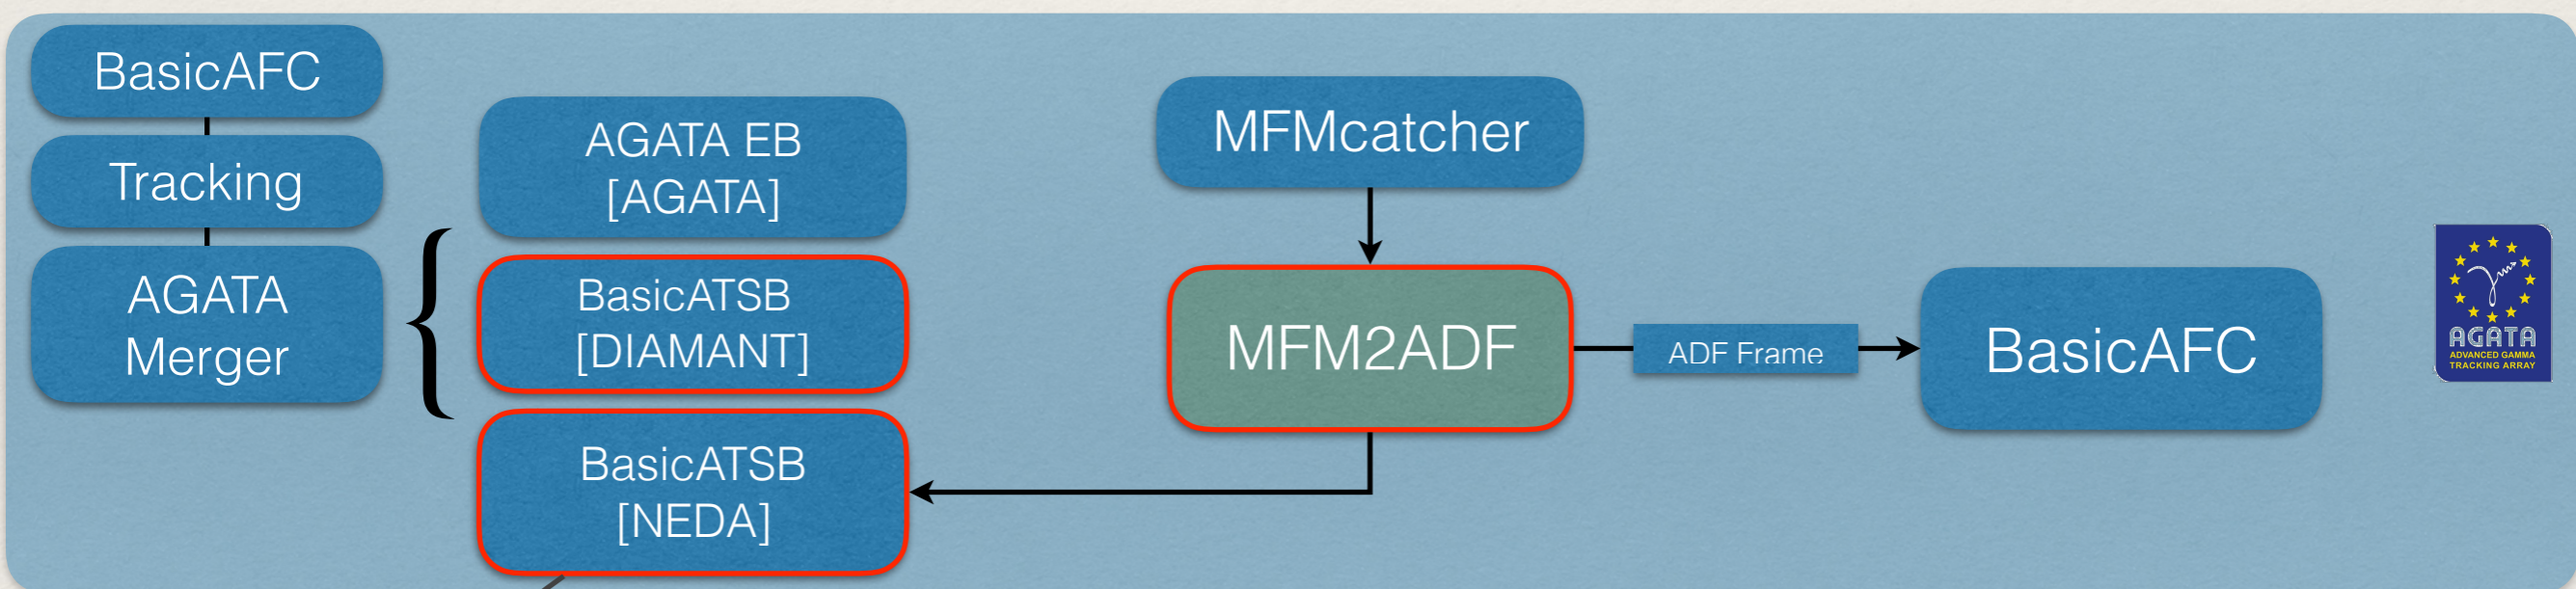 BasicAFC
Tracking
AGATA
Merger
AGATA EB
[AGATA]
BasicATSB
[DIAMANT]
BasicATSB
[NEDA]
MFMcatcher
MFM2ADF
ADF Frame
BasicAFC
AGATA
ADVANCED GAMMA
TRACKING ARRAY